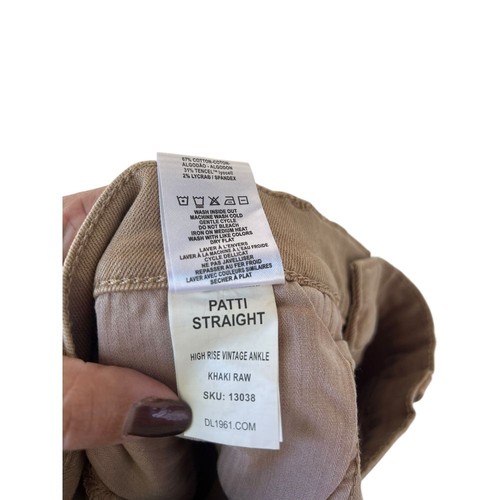 67% COTTON-COTON-
ALGODÃO - ALGODON
31% TENCEL™ lyocell
2% LYCRA® / SPANDEX
WASH INSIDE OUT
MACHINE WASH COLD
GENTLE CYCLE
DO NOT BLEACH
IRON ON MEDIUM HEAT
WASH WITH LIKE COLORS
DRY FLAT
LAVER À L'ENVERS
LAVER À LA MACHINE À L'EAU FROIDE
CYCLE DELLICAT
NE PAS JAVELLISER
REPASSER AU FER FROID
LAVER AVEC COULEURS SIMILAIRES
SÉCHER À PLAT
PATTI
STRAIGHT
HIGH RISE VINTAGE ANKLE
KHAKI RAW
SKU: 13038
DL1961.COM